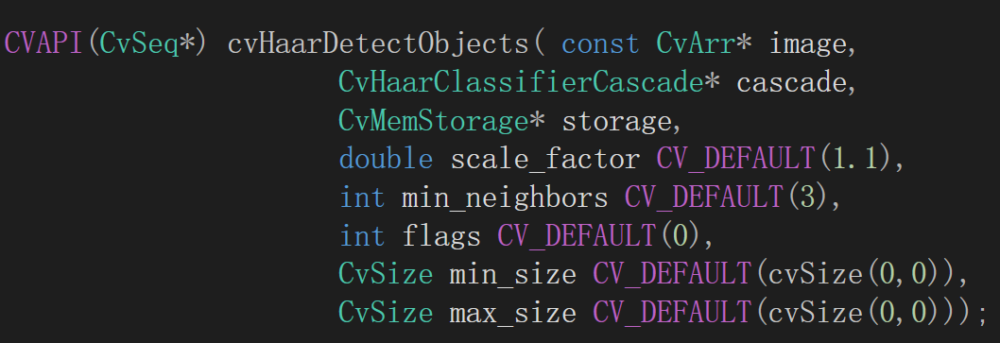 CVAPI(CvSeq*) cvHaarDetectObjects( const CvArr* image,
CvHaarClassifierCascade* cascade,
CvMemStorage* storage,
double scale_factor CV_DEFAULT(1.1),
int min_neighbors CV_DEFAULT(3),
int flags CV_DEFAULT(0),
CvSize min_size CV_DEFAULT(cvSize(0,0)),
CvSize max_size CV_DEFAULT(cvSize(0,0)));